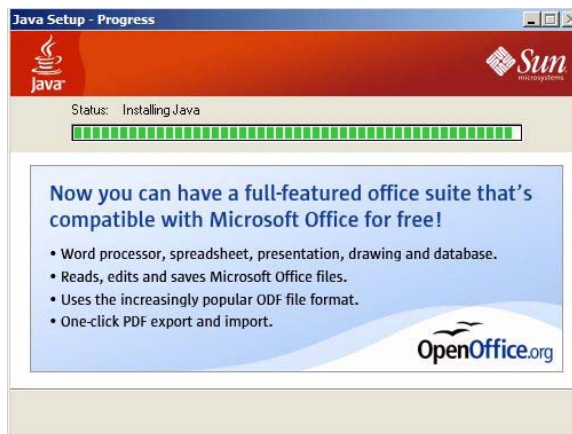 Java Setup - Progress
Java
Sun
microsystems
Status: Installing Java
Now you can have a full-featured office suite that's
compatible with Microsoft Office for free!
• Word processor, spreadsheet, presentation, drawing and database.
• Reads, edits and saves Microsoft Office files.
• Uses the increasingly popular ODF file format.
• One-click PDF export and import.
OpenOffice.org